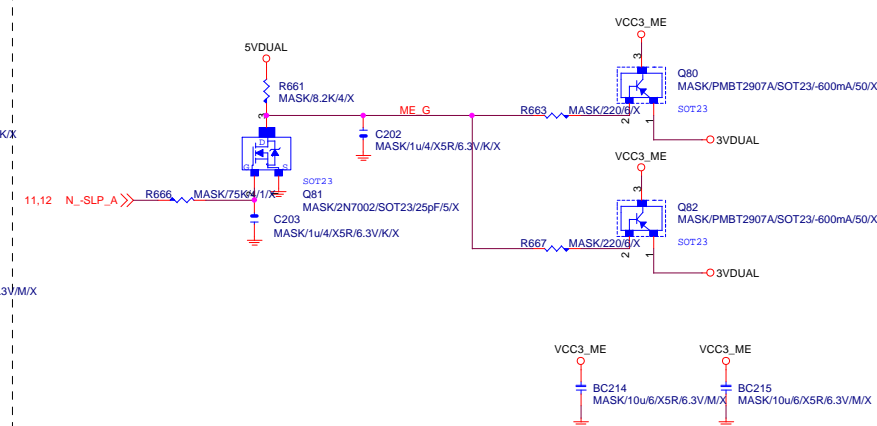 VCC3_ME
3
Q80
MASK/PMBT2907A/SOT23/-600mA/50/X
SOT23
2
1
3VDUAL
5VDUAL
R661
MASK/8.2K/4/X
3
ME_G
R663
MASK/220/6/X
C202
MASK/1u/4/X5R/6.3V/K/X
D
G
S
SOT23
Q81
MASK/2N7002/SOT23/25pF/5/X
11,12
N_-SLP_A
R666
MASK/75K/4/1/X
C203
MASK/1u/4/X5R/6.3V/K/X
VCC3_ME
3
Q82
MASK/PMBT2907A/SOT23/-600mA/50/X
SOT23
2
1
3VDUAL
R667
MASK/220/6/X
K/X
3V/M/X
VCC3_ME
BC214
MASK/10u/6/X5R/6.3V/M/X
VCC3_ME
BC215
MASK/10u/6/X5R/6.3V/M/X